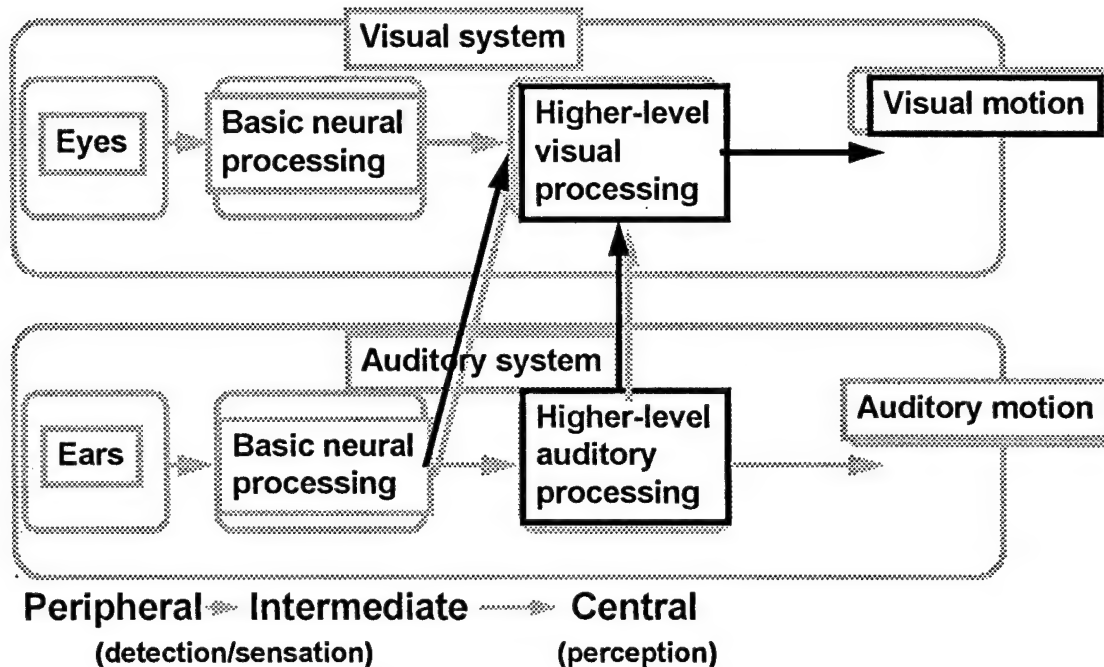 Visual system
Eyes
Basic neural
processing
Higher-level
visual
processing
Visual motion
Auditory system
Ears
Basic neural
processing
Higher-level
auditory
processing
Auditory motion
Peripheral Intermediate Central
(detection/sensation) (perception)